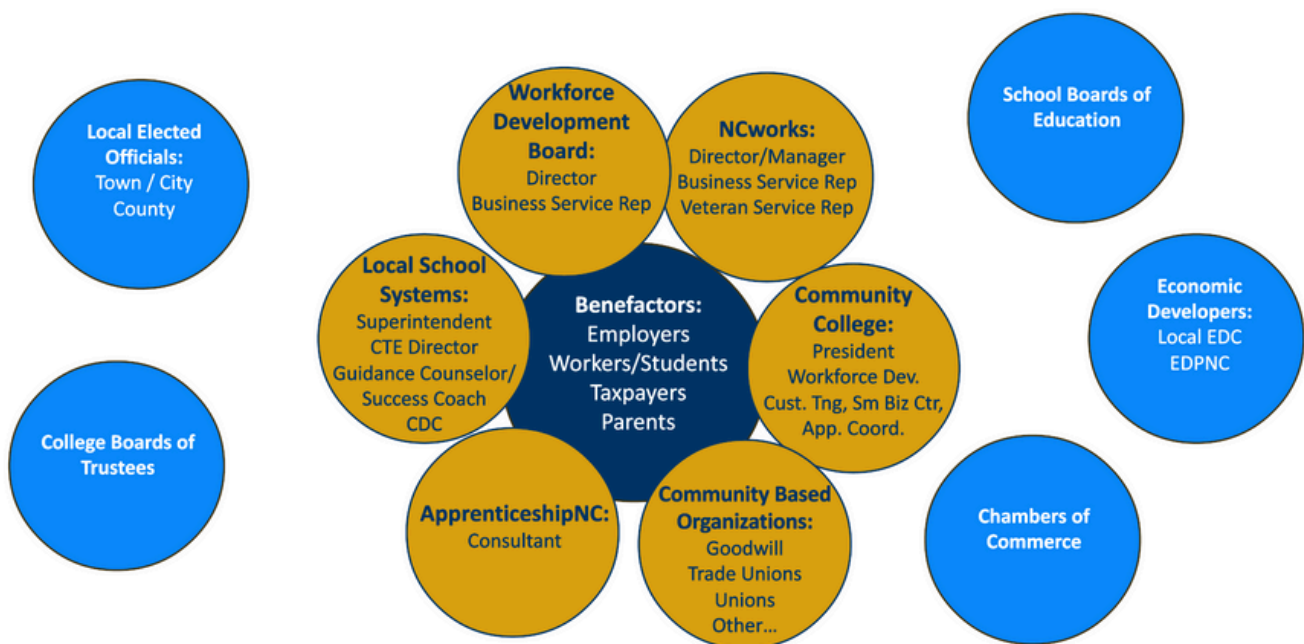 Local Elected
Officials:
Town / City
County
College Boards of
Trustees
Workforce
Development
Board:
Director
Business Service Rep
NCworks:
Director/Manager
Business Service Rep
Veteran Service Rep
Local School
Systems:
Superintendent
CTE Director
Guidance Counselor/
Success Coach
CDC
Benefactors:
Employers
Workers/Students
Taxpayers
Parents
Community
College:
President
Workforce Dev.
Cust. Tng, Sm Biz Ctr,
App. Coord.
ApprenticeshipNC:
Consultant
Community Based
Organizations:
Goodwill
Trade Unions
Unions
Other...
School Boards of
Education
Economic
Developers:
Local EDC
EDPNC
Chambers of
Commerce